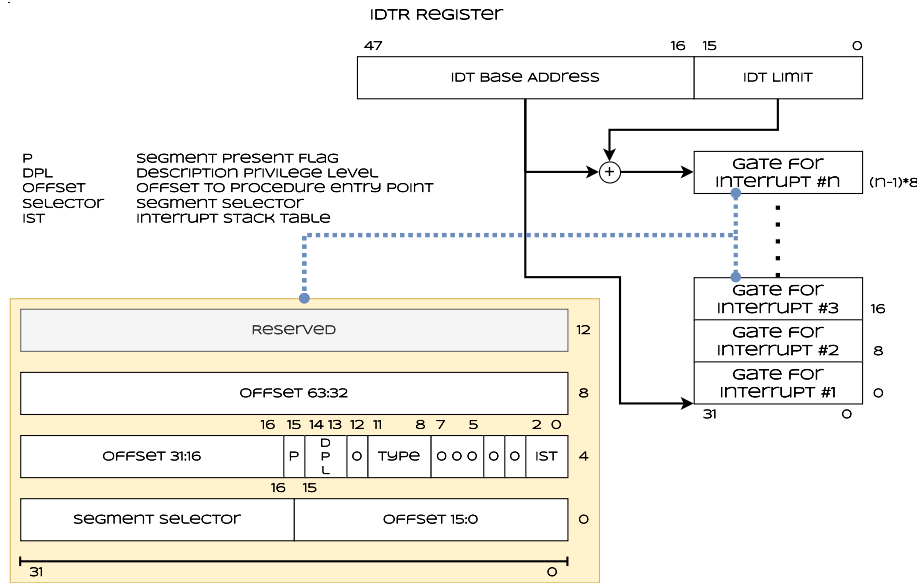 IDTR Register
47 16 15 0
IDT Base Address IDT Limit
P Segment Present Flag
DPL Description Privilege Level
Offset Offset to Procedure Entry Point
Selector Segment Selector
IST Interrupt Stack Table
+
Gate for
Interrupt #n
(n-1)*8
Gate for
Interrupt #3
16
Gate for
Interrupt #2
8
Gate for
Interrupt #1
0
31 0
Reserved 12
Offset 63:32 8
16 15 14 13 12 11 8 7 5 2 0
Offset 31:16 P DPL 0 Type 0 0 0 0 0 IST 4
16 15
Segment Selector Offset 15:0 0
31 0